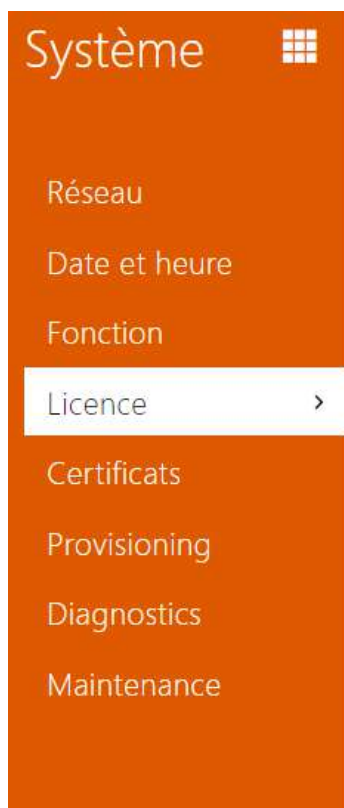 Système
Réseau
Date et heure
Fonction
Licence
Certificats
Provisioning
Diagnostics
Maintenance